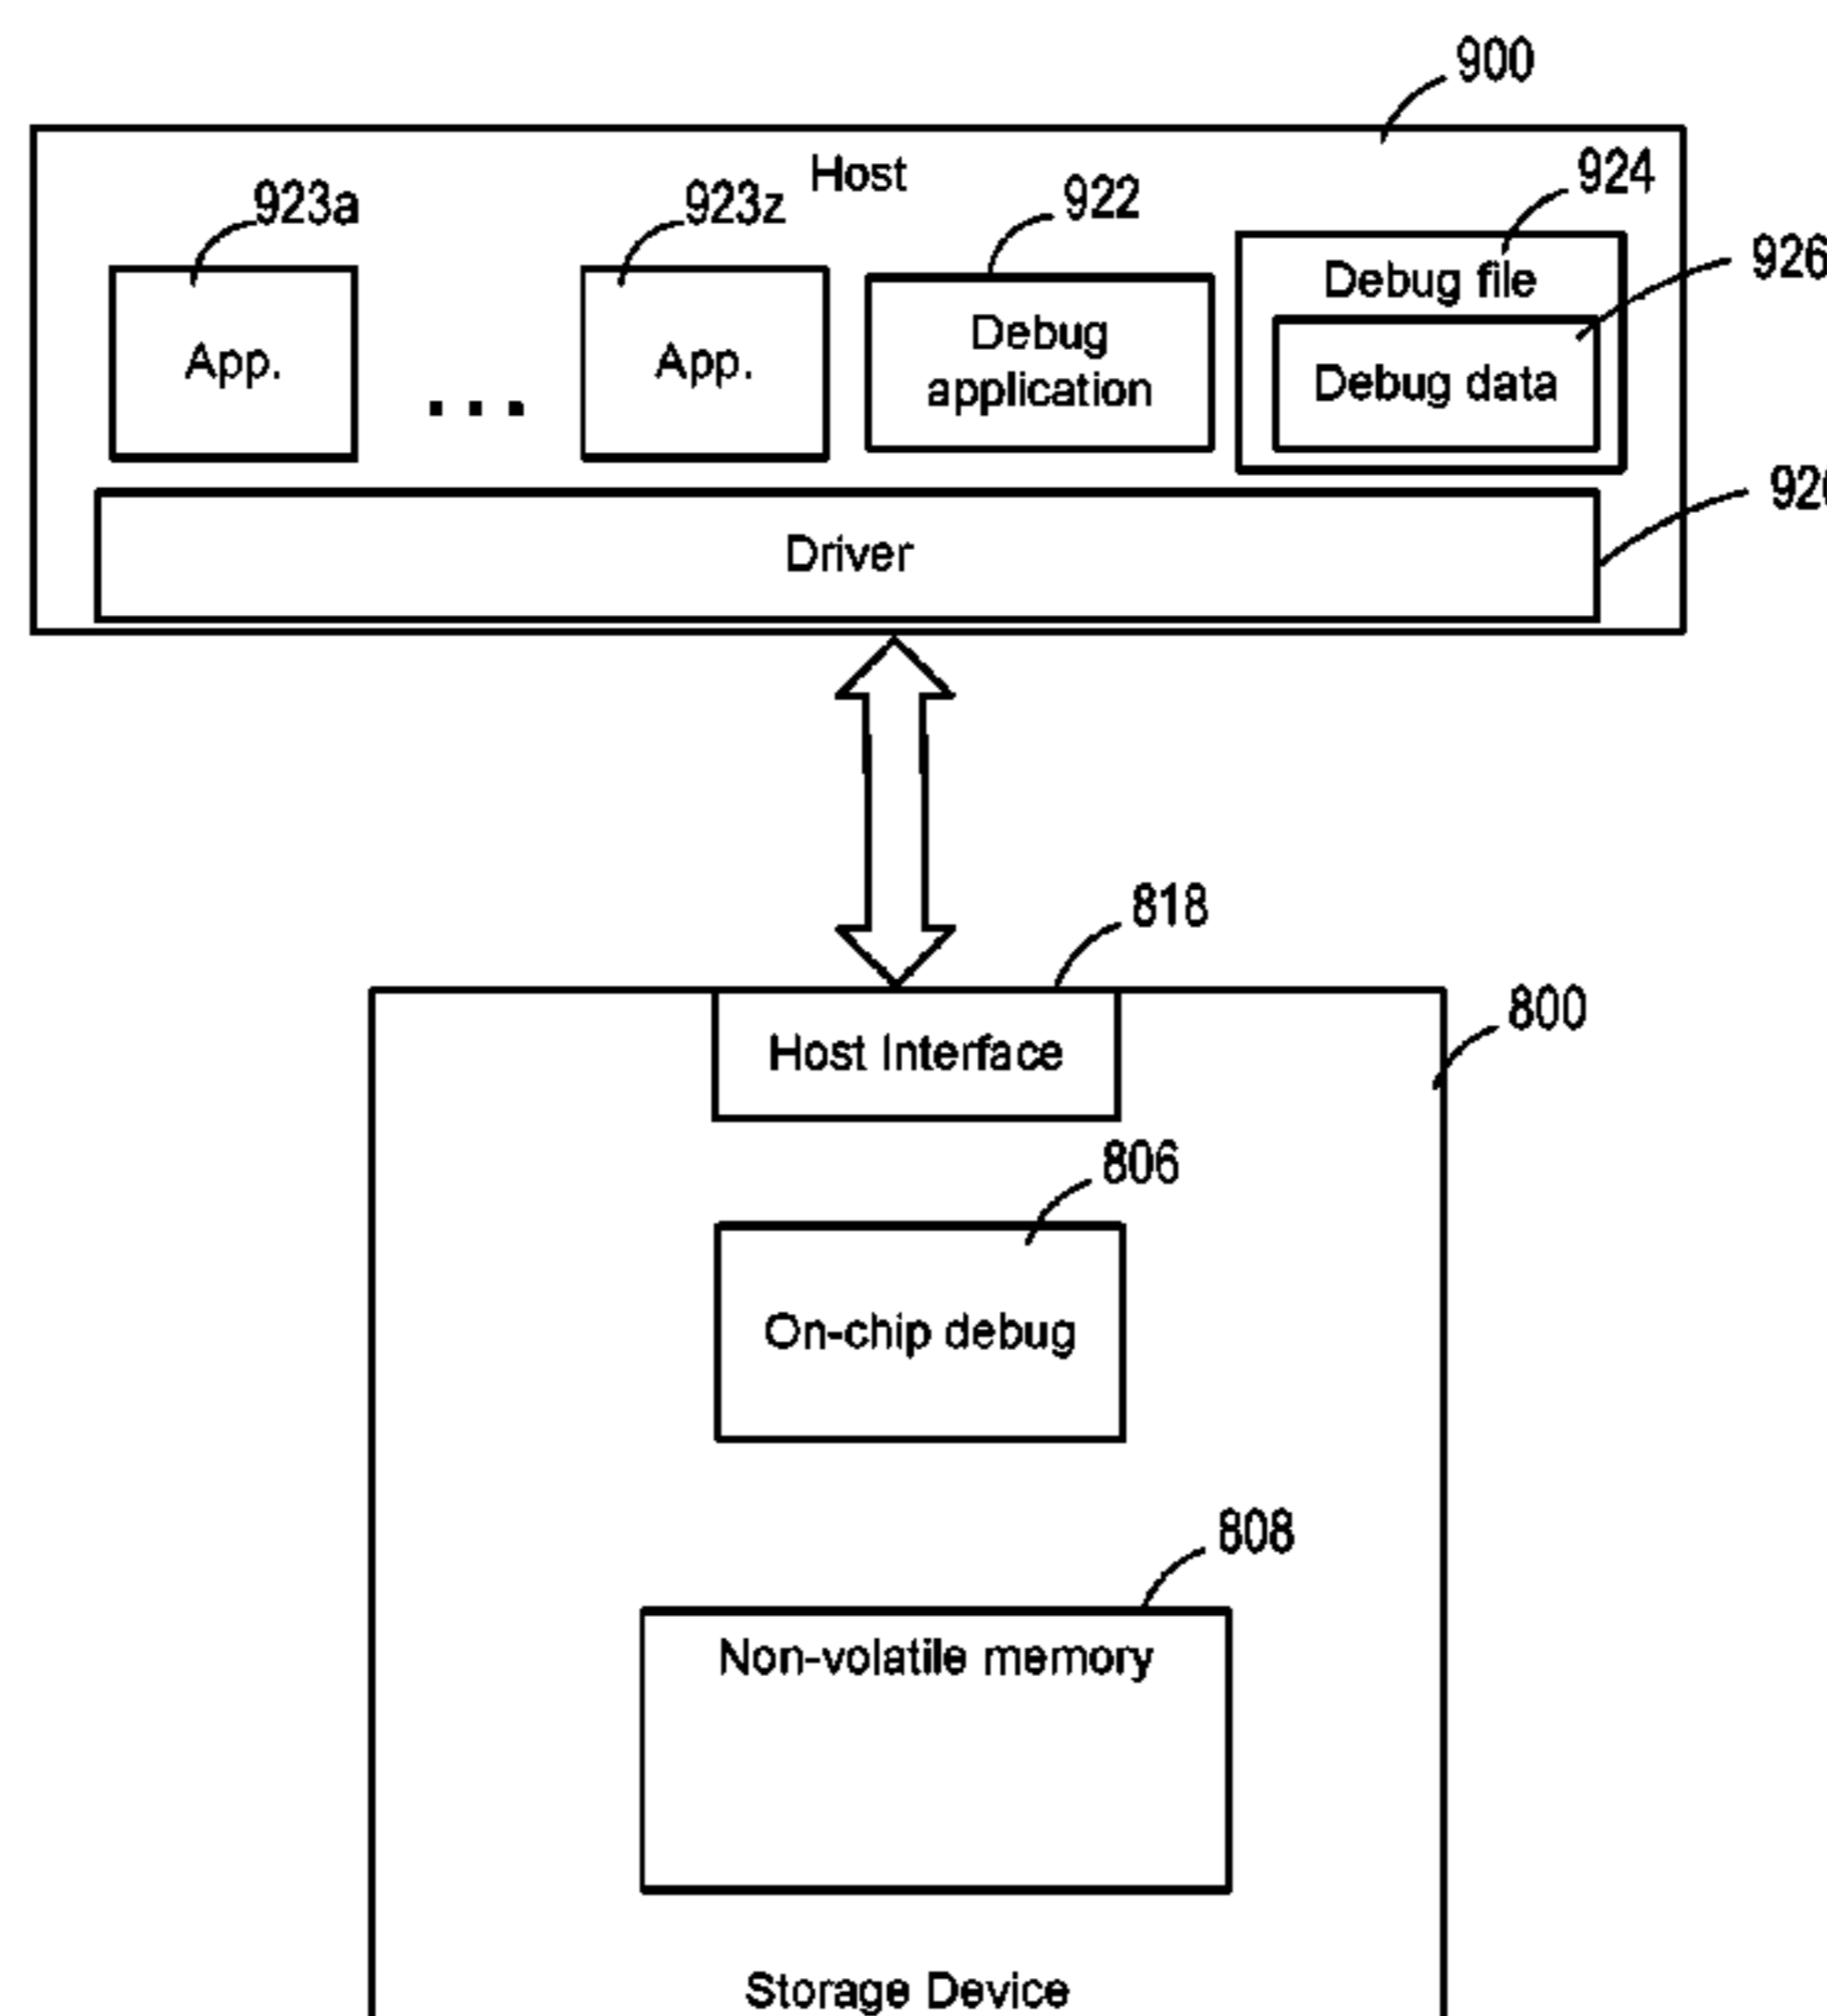 900
Host
924
923a
923z
922
926
Debug file
App.
App.
Debug
application
Debug data
Driver
818
800
Host Interface
806
On-chip debug
808
Non-volatile memory
Storage Device